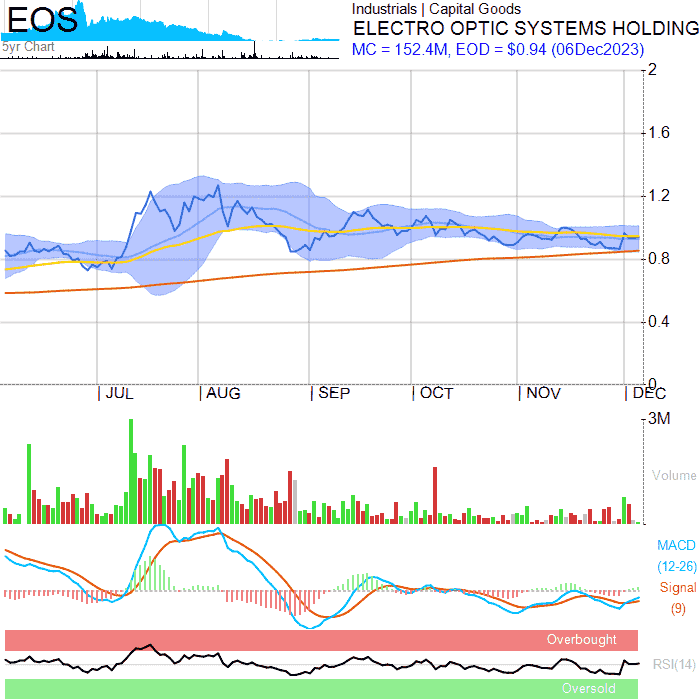 EOS
5yr Chart
Industrials | Capital Goods
ELECTRO OPTIC SYSTEMS HOLDING
MC = 152.4M, EOD = $0.94 (06Dec2023)
2
1.6
1.2
0.8
0.4
0
JUL AUG SEP OCT NOV DEC
3M
Volume
MACD
(12-26)
Signal
(9)
Overbought
RSI(14)
Oversold